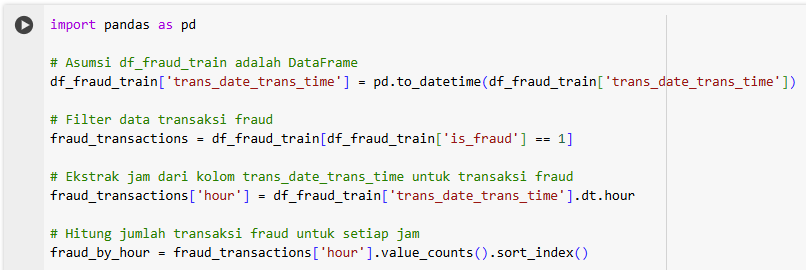 import pandas as pd
# Asumsi df_fraud_train adalah DataFrame
df_fraud_train['trans_date_trans_time'] = pd.to_datetime(df_fraud_train['trans_date_trans_time'])
# Filter data transaksi fraud
fraud_transactions = df_fraud_train[df_fraud_train['is_fraud'] == 1]
# Ekstrak jam dari kolom trans_date_trans_time untuk transaksi fraud
fraud_transactions['hour'] = df_fraud_train['trans_date_trans_time'].dt.hour
# Hitung jumlah transaksi fraud untuk setiap jam
fraud_by_hour = fraud_transactions['hour'].value_counts().sort_index()